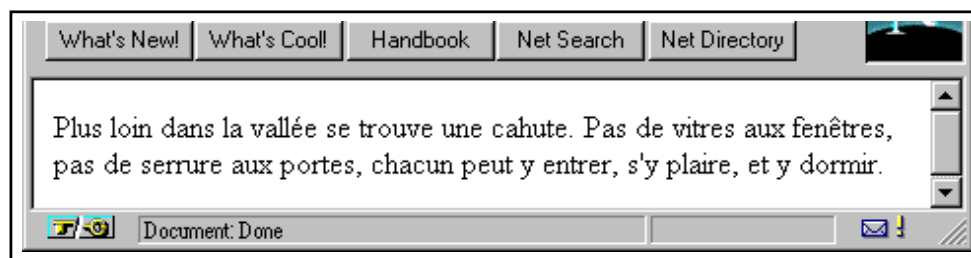 What's New! What's Cool! Handbook Net Search Net Directory
Plus loin dans la vallée se trouve une cahute. Pas de vitres aux fenêtres,
pas de serrure aux portes, chacun peut y entrer, s'y plaire, et y dormir.
Document: Done